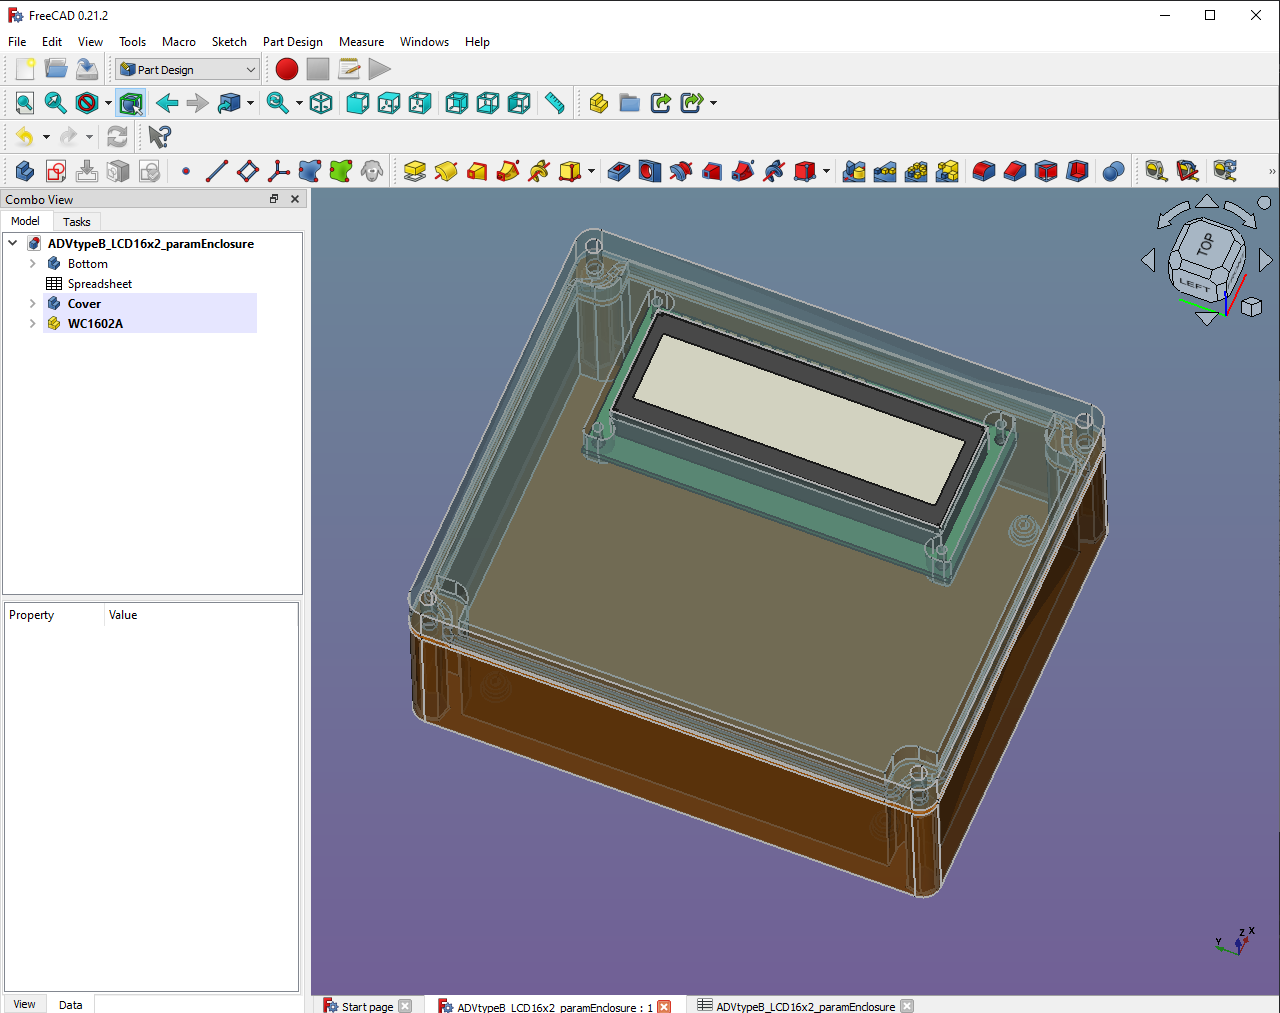 FreeCAD 0.21.2
File Edit View Tools Macro Sketch Part Design Measure Windows Help
Part Design
Combo View
Model Tasks
ADVtypeB_LCD16x2_paramEnclosure
Bottom
Spreadsheet
Cover
WC1602A
Property Value
View Data
TOP
LEFT
Y Z X
Start page
ADVtypeB_LCD16x2_paramEnclosure : 1
ADVtypeB_LCD16x2_paramEnclosure